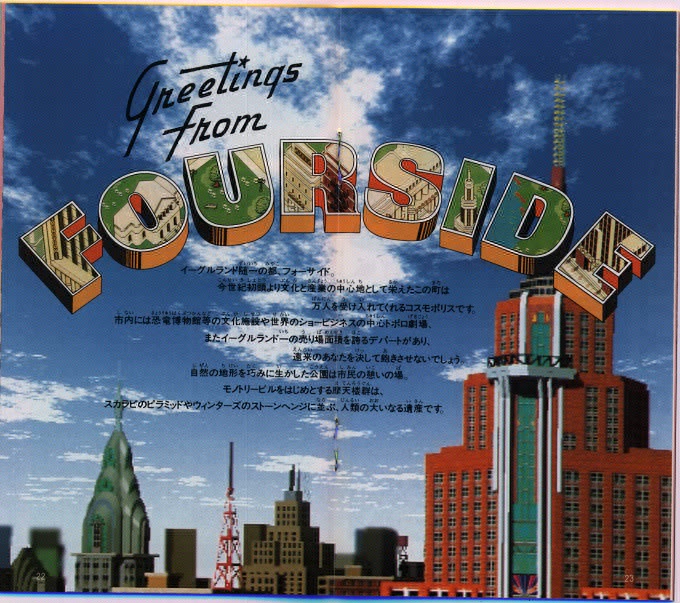 Greetings
From
FOURSIDE
イーグルランド随一の都、フォーサイド。
今世紀初頭より文化と産業の中心地として栄えたこの町は
万人を受け入れてくれるコスモポリスです。
市内には恐竜博物館等の文化施設や世界のショービジネスの中心トポロ劇場、
またイーグルランド一の売り場面積を誇るデパートがあり、
遠来のあなたを決して飽きさせないでしょう。
自然の地形を巧みに生かした公園は市民の憩いの場。
モノトリービルをはじめとする摩天楼群は、
スカラビのピラミッドやウィンターズのストーンヘンジに並ぶ、人類の大いなる遺産です。
22
23